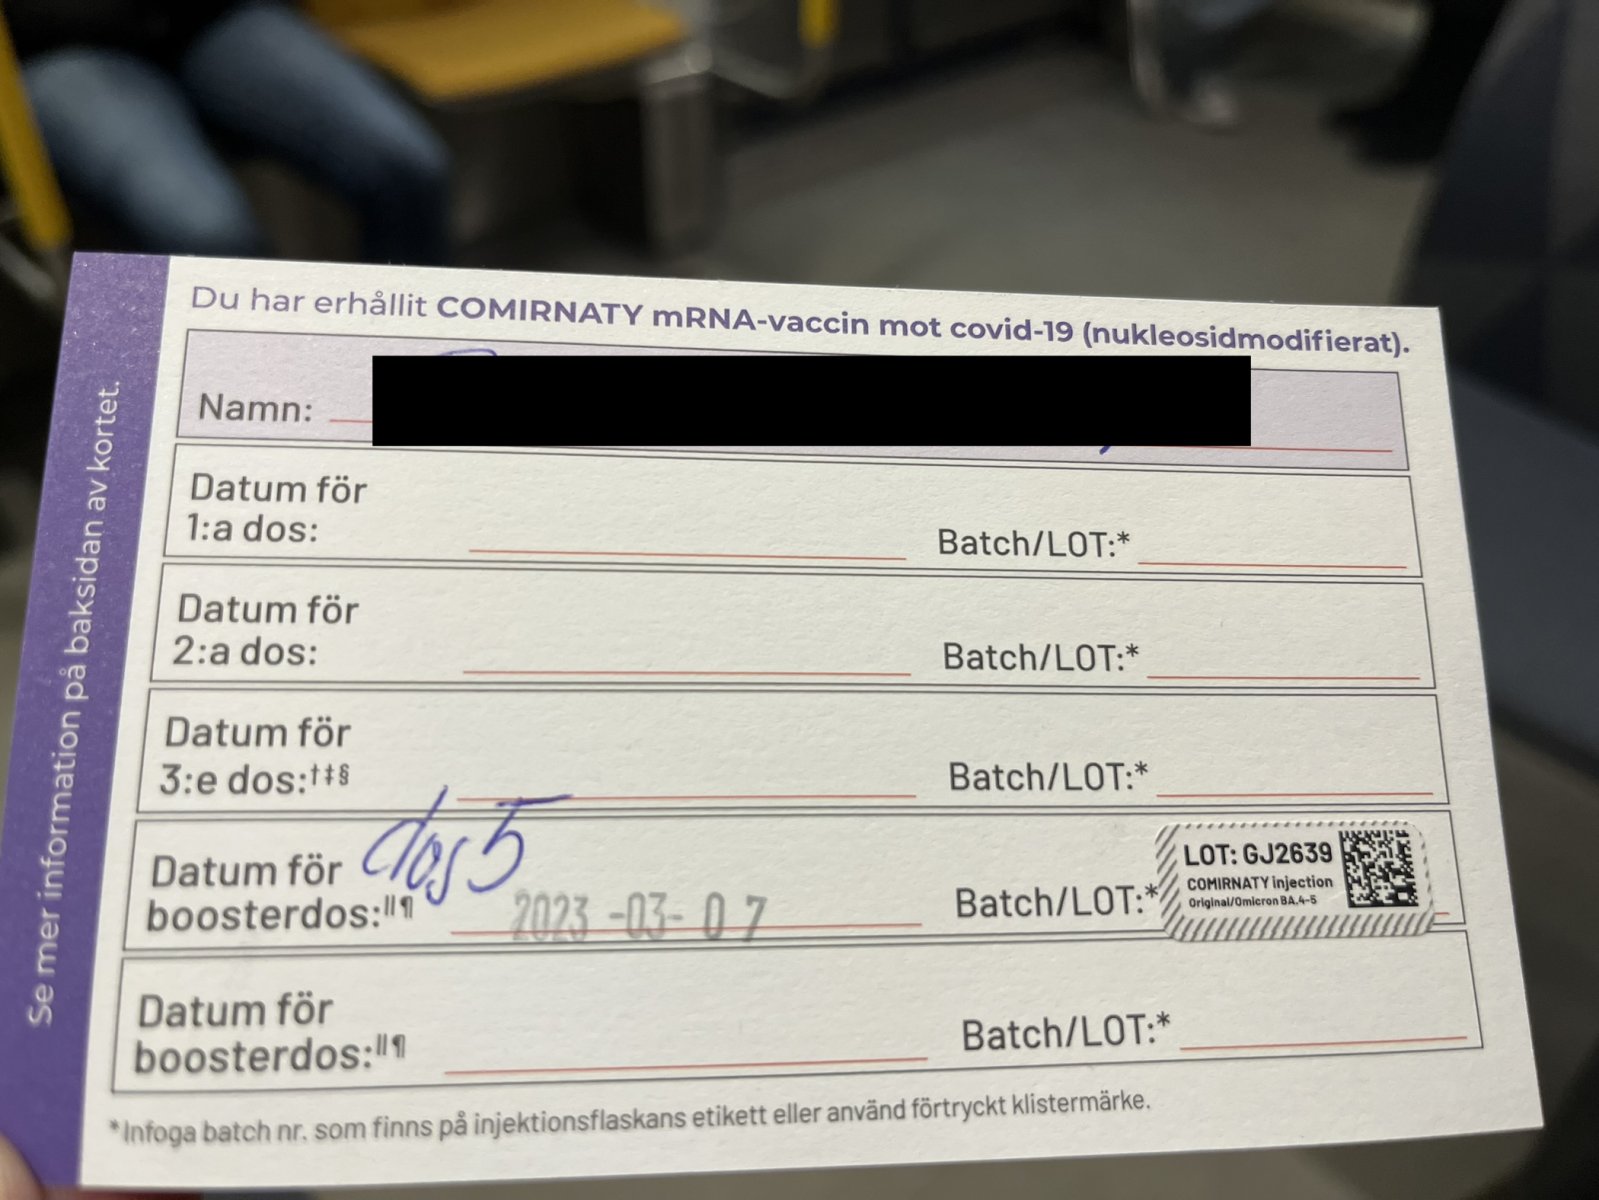 Du har erhållit COMIRNATY mRNA-vaccin mot covid-19 (nukleosidmodifierat).
Namn:
Datum för
1:a dos:
Batch/LOT:*
Datum för
2:a dos:
Batch/LOT:*
Datum för
3:e dos:†‡§
Batch/LOT:*
Datum för
boosterdos:‖¶
dos 5
2023-03-07
Batch/LOT:*
LOT: GJ2639
COMIRNATY injection
Original/Omicron BA.4-5
Datum för
boosterdos:‖¶
Batch/LOT:*
*Infoga batch nr. som finns på injektionsflaskans etikett eller använd förtryckt klistermärke.
Se mer information på baksidan av kortet.